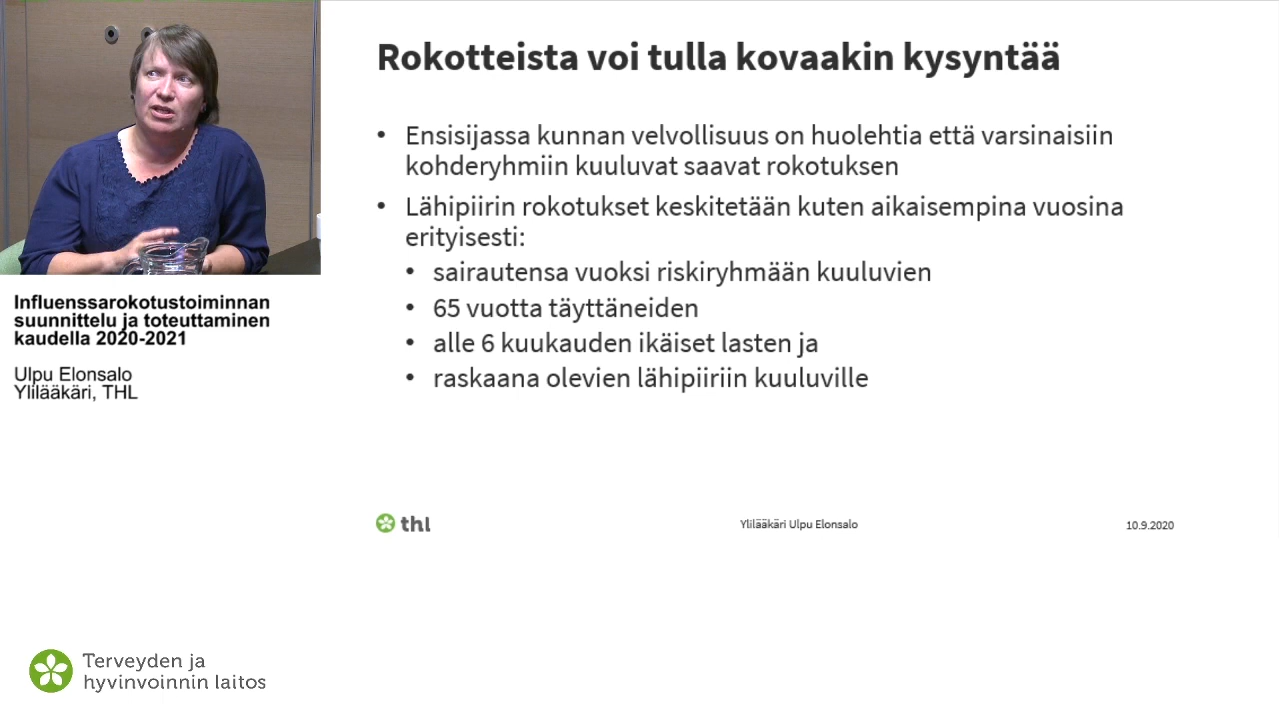 Rokotteista voi tulla kovaakin kysyntää
• Ensisijassa kunnan velvollisuus on huolehtia että varsinaisiin
kohderyhmiin kuuluvat saavat rokotuksen
• Lähipiirin rokotukset keskitetään kuten aikaisempina vuosina
erityisesti:
• sairautensa vuoksi riskiryhmään kuuluvien
• 65 vuotta täyttäneiden
• alle 6 kuukauden ikäiset lasten ja
• raskaana olevien lähipiiriin kuuluville
thl
Ylilääkäri Ulpu Elonsalo
10.9.2020
Influenssarokotustoiminnan
suunnittelu ja toteuttaminen
kaudella 2020-2021
Ulpu Elonsalo
Ylilääkäri, THL
Terveyden ja
hyvinvoinnin laitos